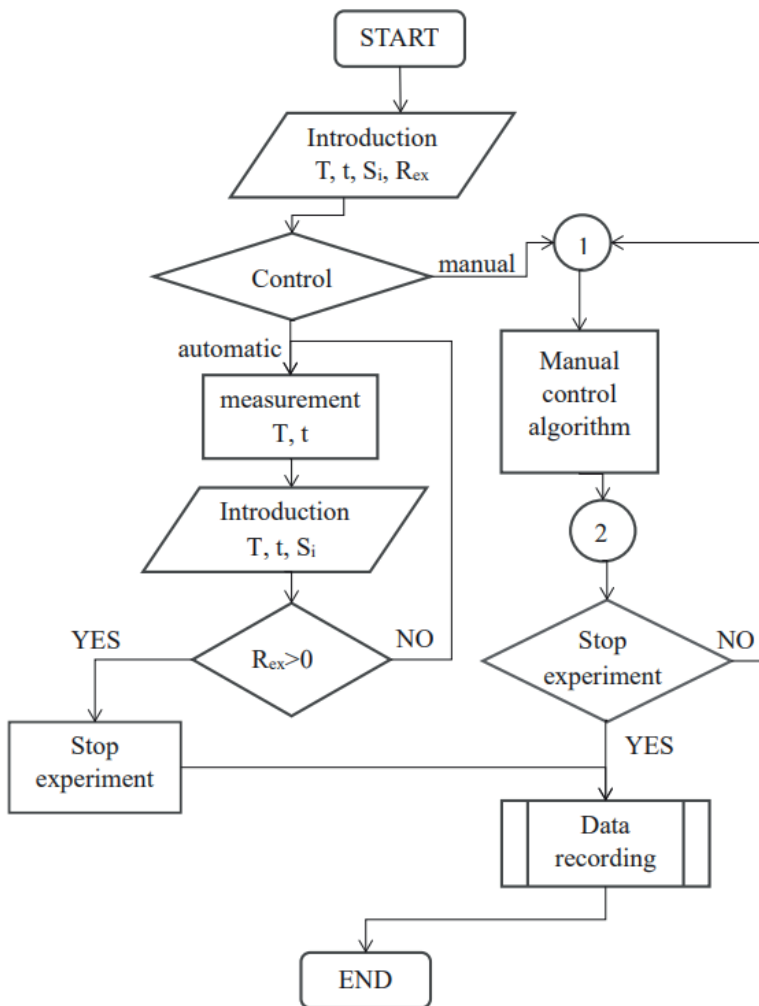 START
Introduction
T, t, Sᵢ, Rₑₓ
Control
manual
1
automatic
measurement
T, t
Manual
control
algorithm
Introduction
T, t, Sᵢ
2
YES
Rₑₓ>0
NO
Stop
experiment
NO
Stop
experiment
YES
Data
recording
END